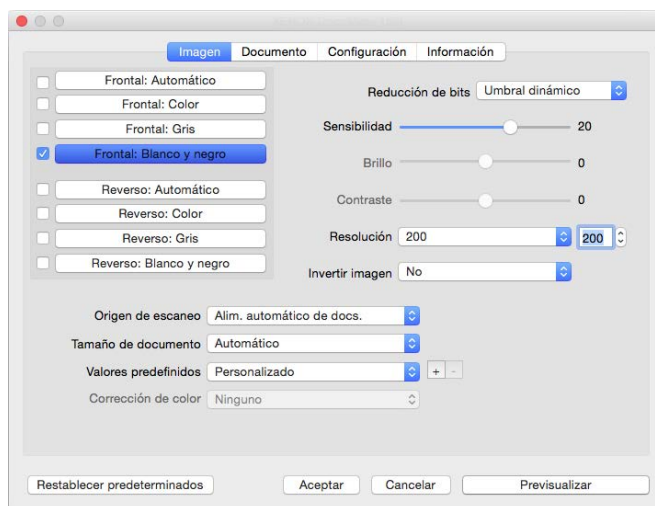 Imagen Documento Configuración Información
Frontal: Automático
Frontal: Color
Frontal: Gris
Frontal: Blanco y negro
Reverso: Automático
Reverso: Color
Reverso: Gris
Reverso: Blanco y negro
Reducción de bits Umbral dinámico
Sensibilidad 20
Brillo 0
Contraste 0
Resolución 200 200
Invertir imagen No
Origen de escaneo Alim. automático de docs.
Tamaño de documento Automático
Valores predefinidos Personalizado + -
Corrección de color Ninguno
Restablecer predeterminados Aceptar Cancelar Previsualizar